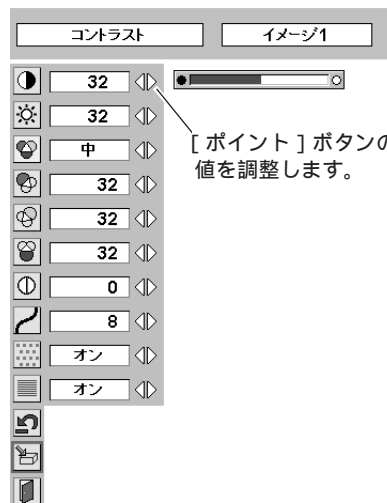 コントラスト イメージ1
32
32
中
[ ポイント ] ボタンの
値を調整します。
32
32
32
0
8
オン
オン